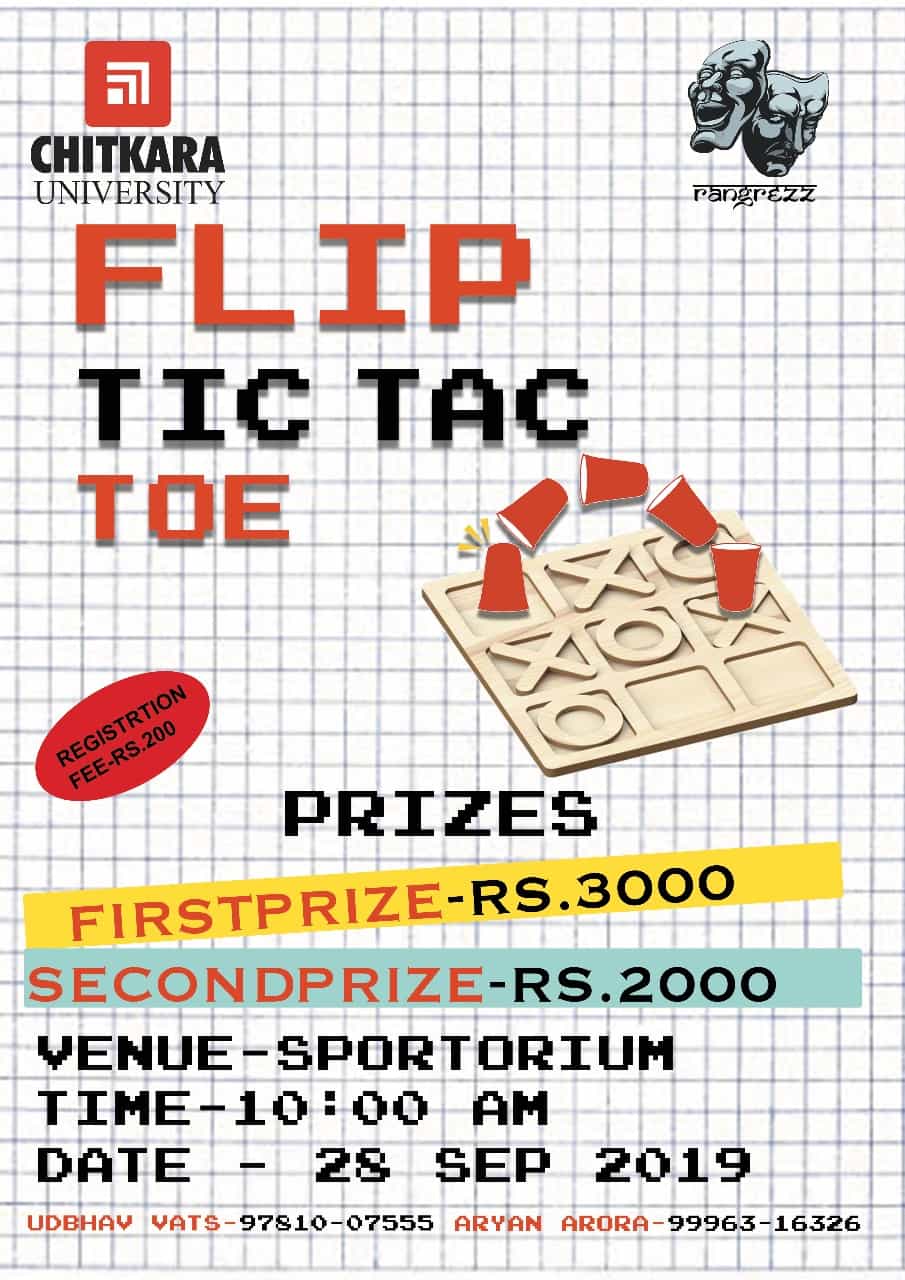 CHITKARA
UNIVERSITY
rangrezz
FLIP
TIC TAC
TOE
REGISTRTION
FEE-RS.200
PRIZES
FIRSTPRIZE-RS.3000
SECONDPRIZE-RS.2000
VENUE-SPORTORIUM
TIME-10:00 AM
DATE - 28 SEP 2019
UDBHAV VATS-97810-07555 ARYAN ARORA-99963-16326